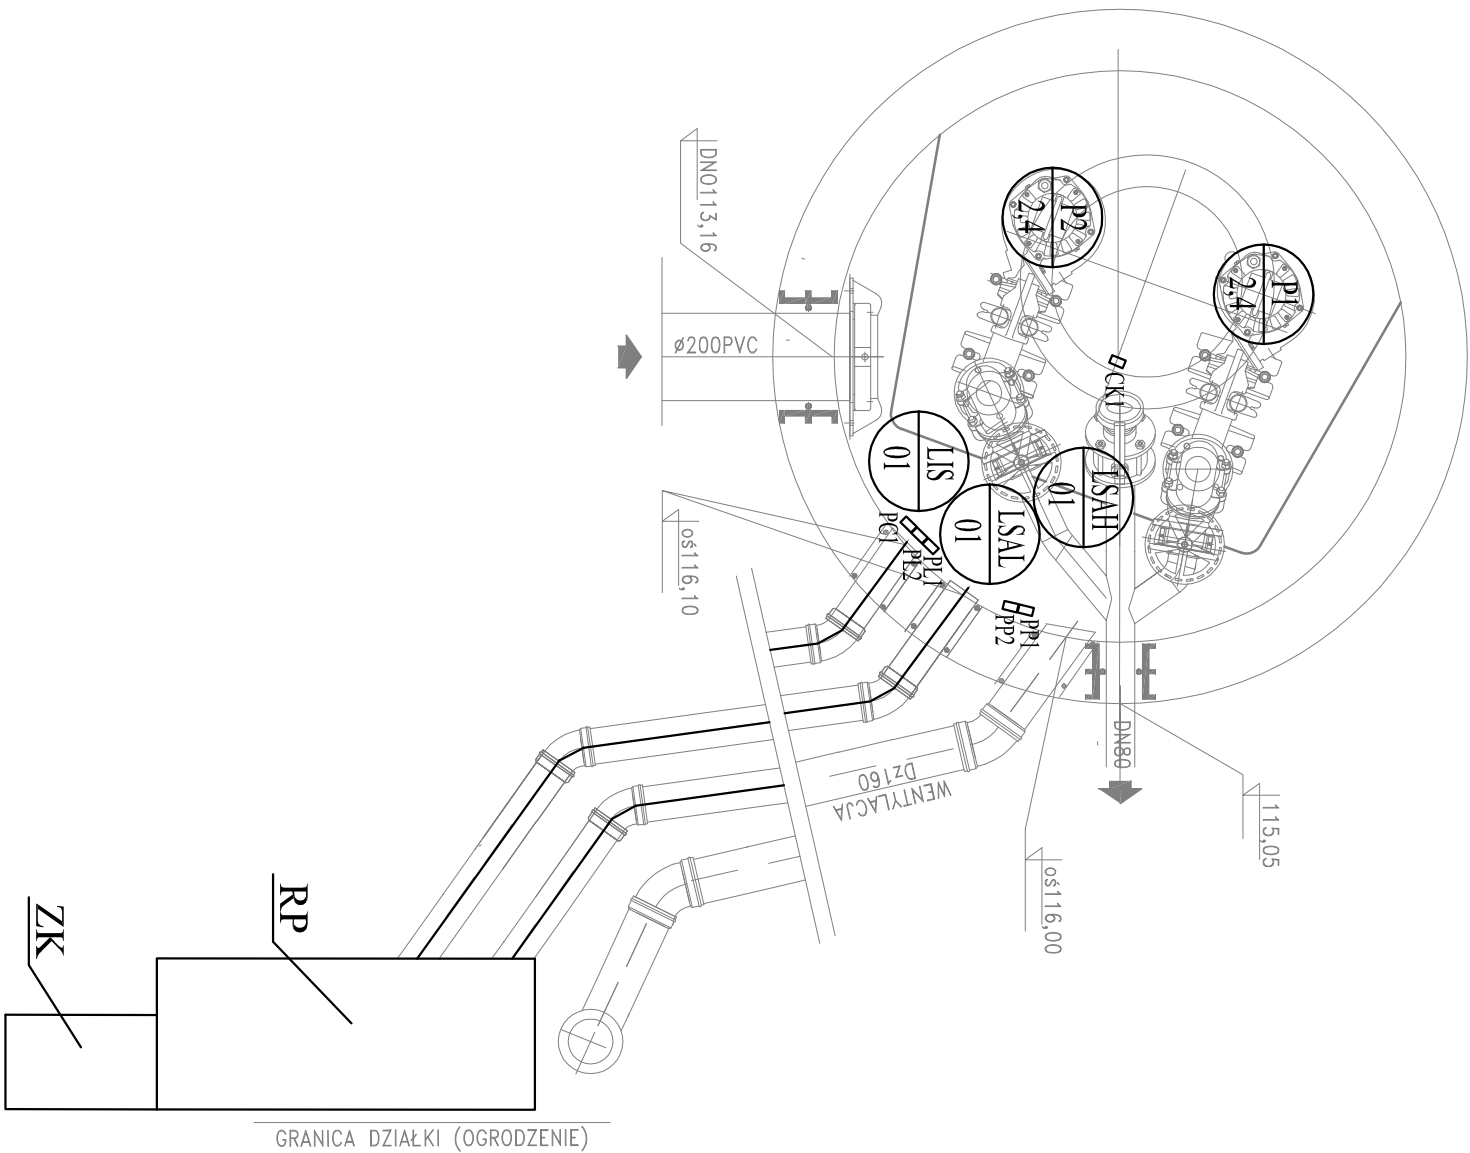 P2
2,4
P1
2,4
DNO113,16
ø200PVC
CK1
LIS
01
LSAH
01
LSAL
01
PC1
PL2
PL1
PP1
PP2
oś116,10
DN80
WENTYLACJA
Dz160
115,05
oś116,00
RP
ZK
GRANICA DZIAŁKI (OGRODZENIE)